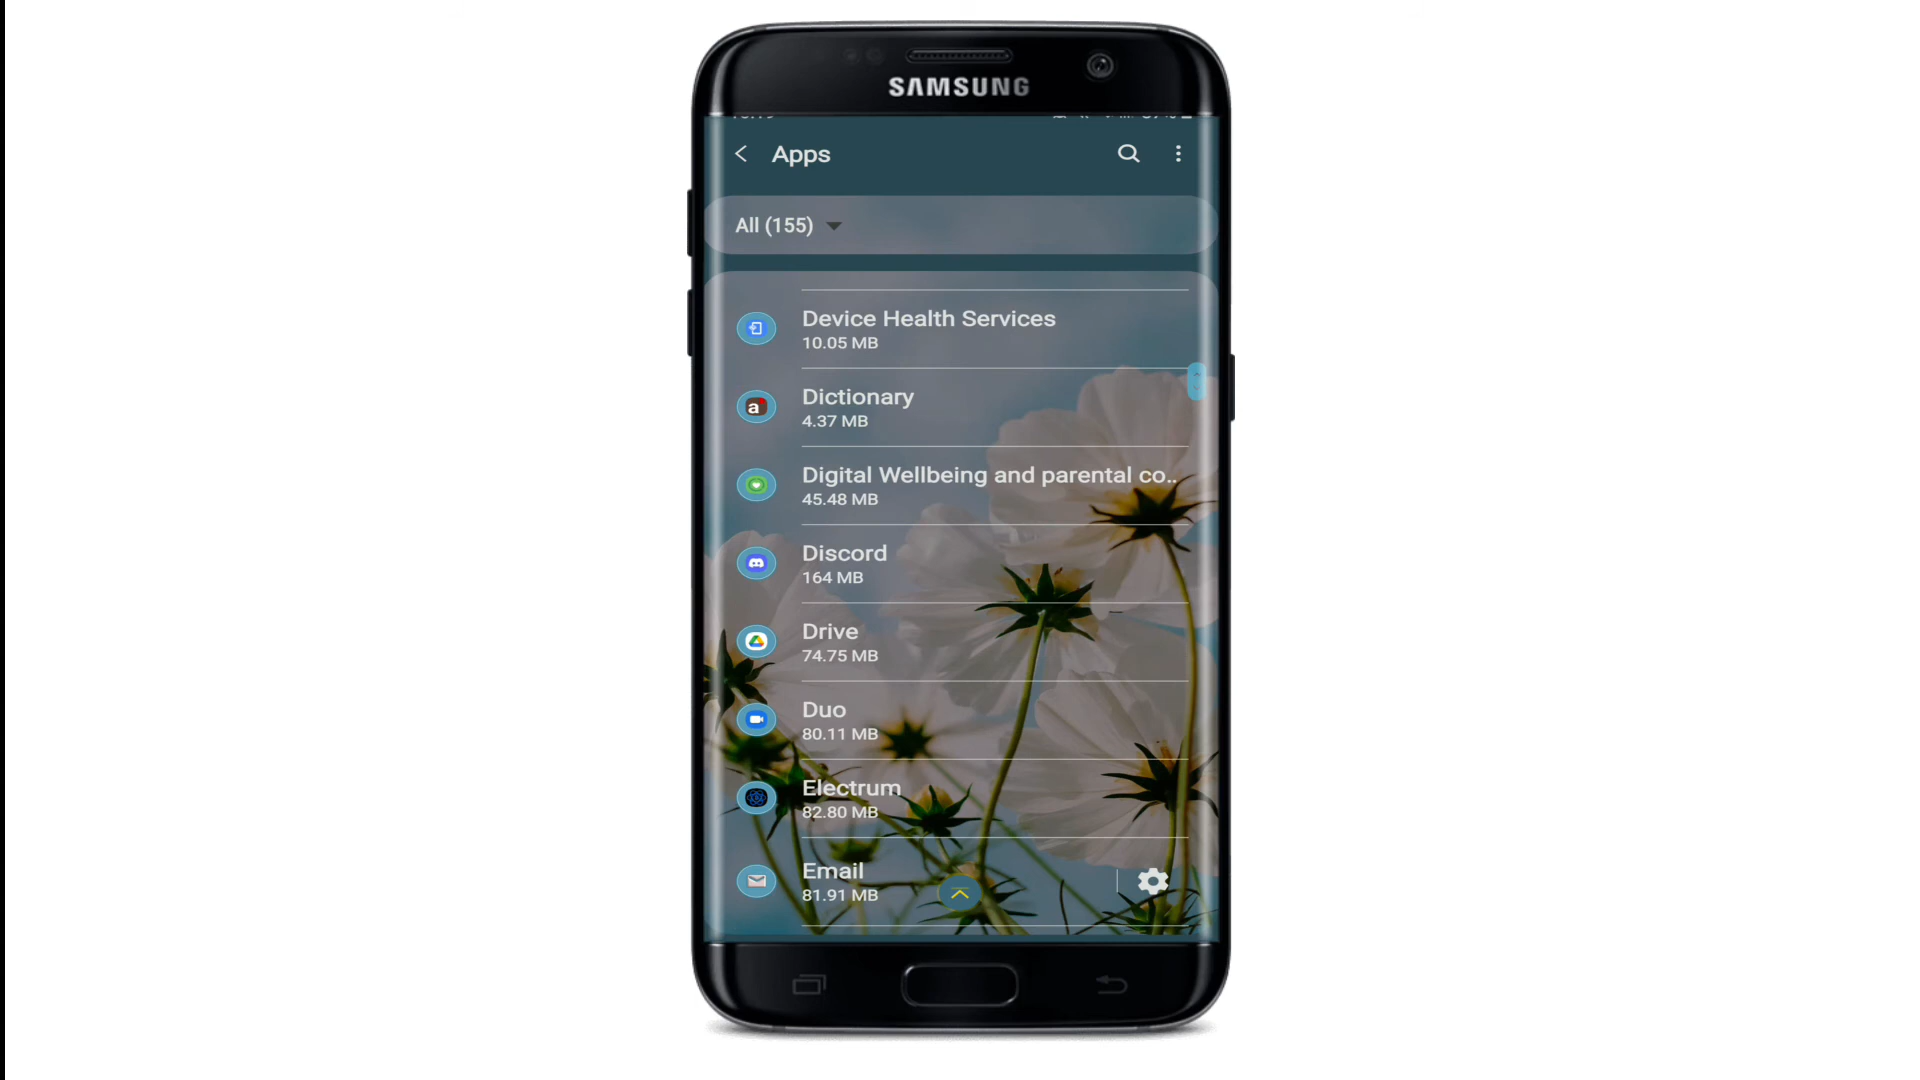 SAMSUNG
Apps
All (155)
Device Health Services
10.05 MB
Dictionary
4.37 MB
Digital Wellbeing and parental co..
45.48 MB
Discord
164 MB
Drive
74.75 MB
Duo
80.11 MB
Electrum
82.80 MB
Email
81.91 MB